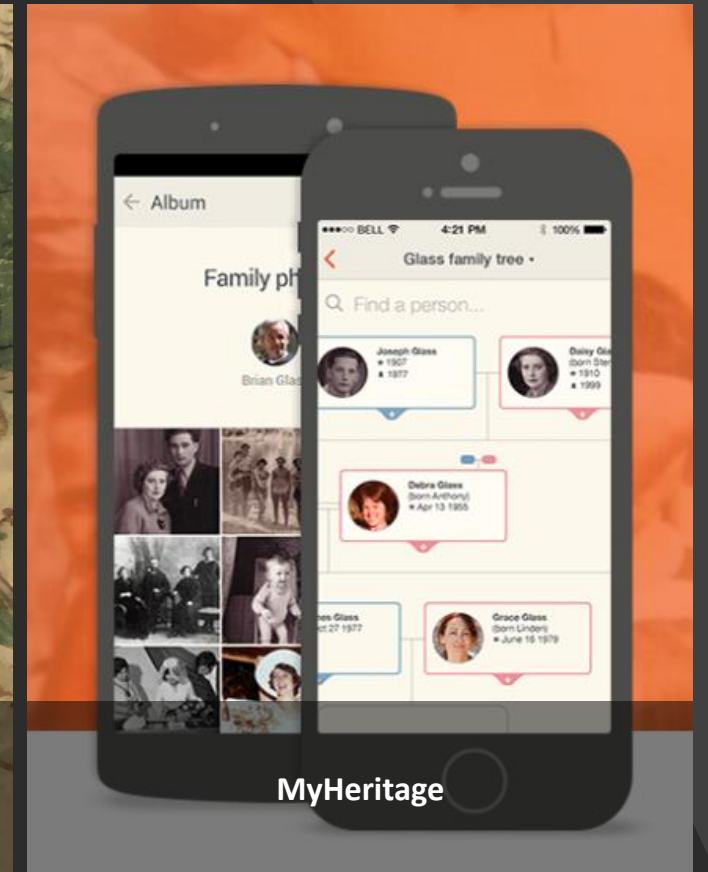 ← Album
Family ph
Brian Glas
BELL 4:21 PM 100%
Glass family tree
Find a person...
Joseph Glass
1907
1977
Daisy Gla
(born Ster
1910
1999
Debra Glass
(born Anthony)
Apr 13 1955
nes Glass
ct 27 1977
Grace Glass
(born Linders)
June 16 1979
MyHeritage